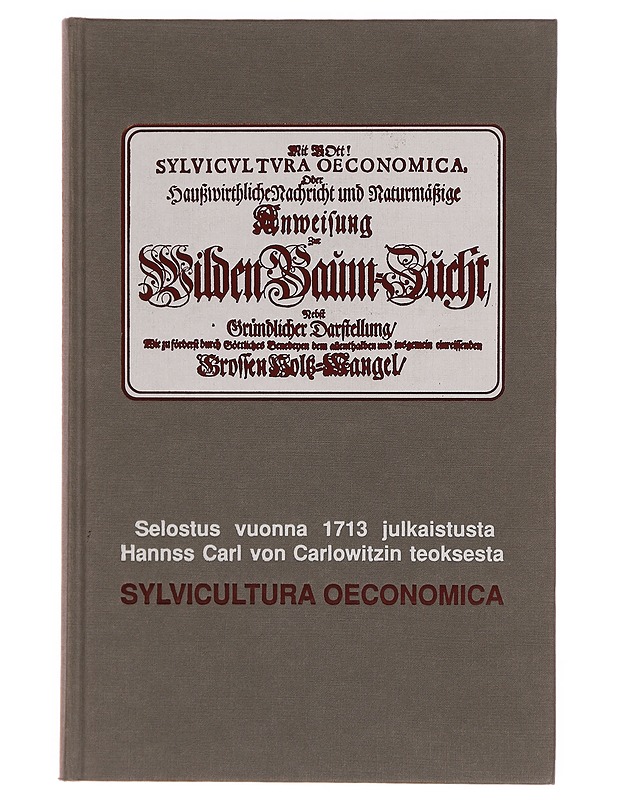 Mit GOtt!
SYLVICVLTVRA OECONOMICA,
Oder
Haußwirthliche Nachricht und Naturmäßige
Anweisung
Zur
Wilden Baum-Zucht,
Nebst
Gründlicher Darstellung/
Wie zu förderst durch Göttliches Benedeyen dem allenthalben und insgemein einreissenden
Grossen Holtz-Mangel/
Selostus vuonna 1713 julkaistusta
Hannss Carl von Carlowitzin teoksesta
SYLVICULTURA OECONOMICA